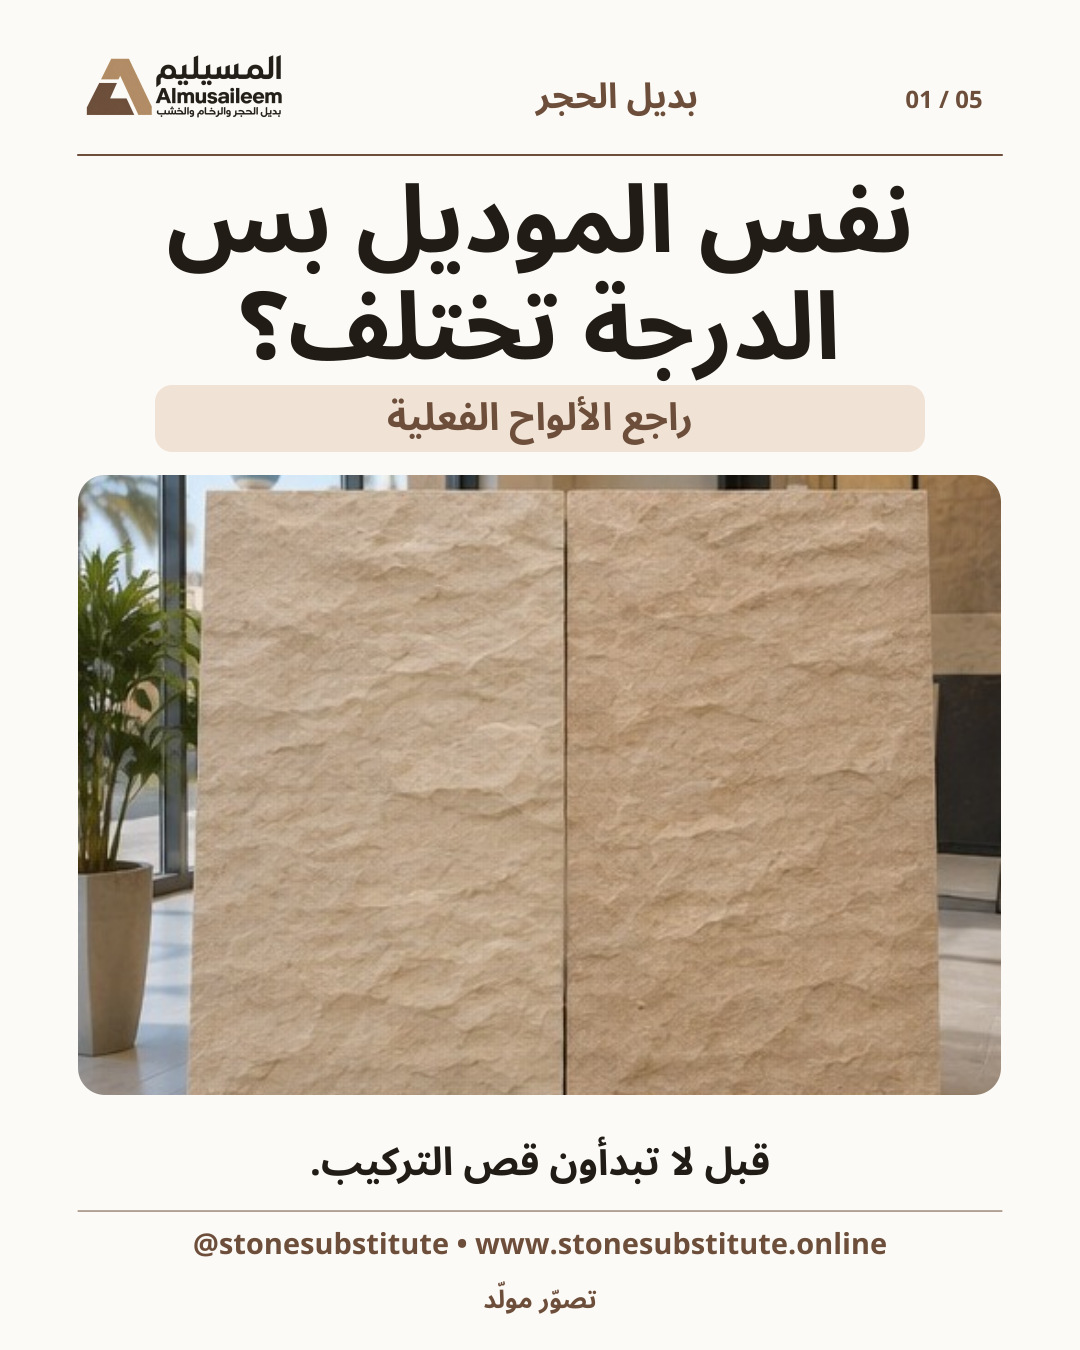 المسيليم
Almusaileem
بديل الحجر والرخام والخشب
بديل الحجر
01 / 05
نفس الموديل بس
الدرجة تختلف؟
راجع الألواح الفعلية
قبل لا تبدأون قص التركيب.
@stonesubstitute • www.stonesubstitute.online
تصوّر مولّد